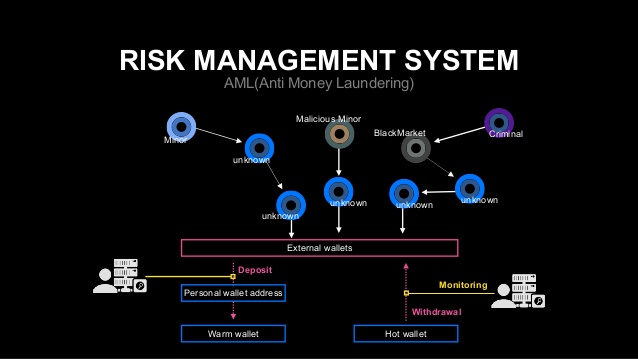 RISK MANAGEMENT SYSTEM
AML(Anti Money Laundering)
Malicious Minor
BlackMarket
Criminal
Minor
unknown
unknown
unknown
unknown
unknown
External wallets
Deposit
Monitoring
Personal wallet address
Withdrawal
Warm wallet
Hot wallet